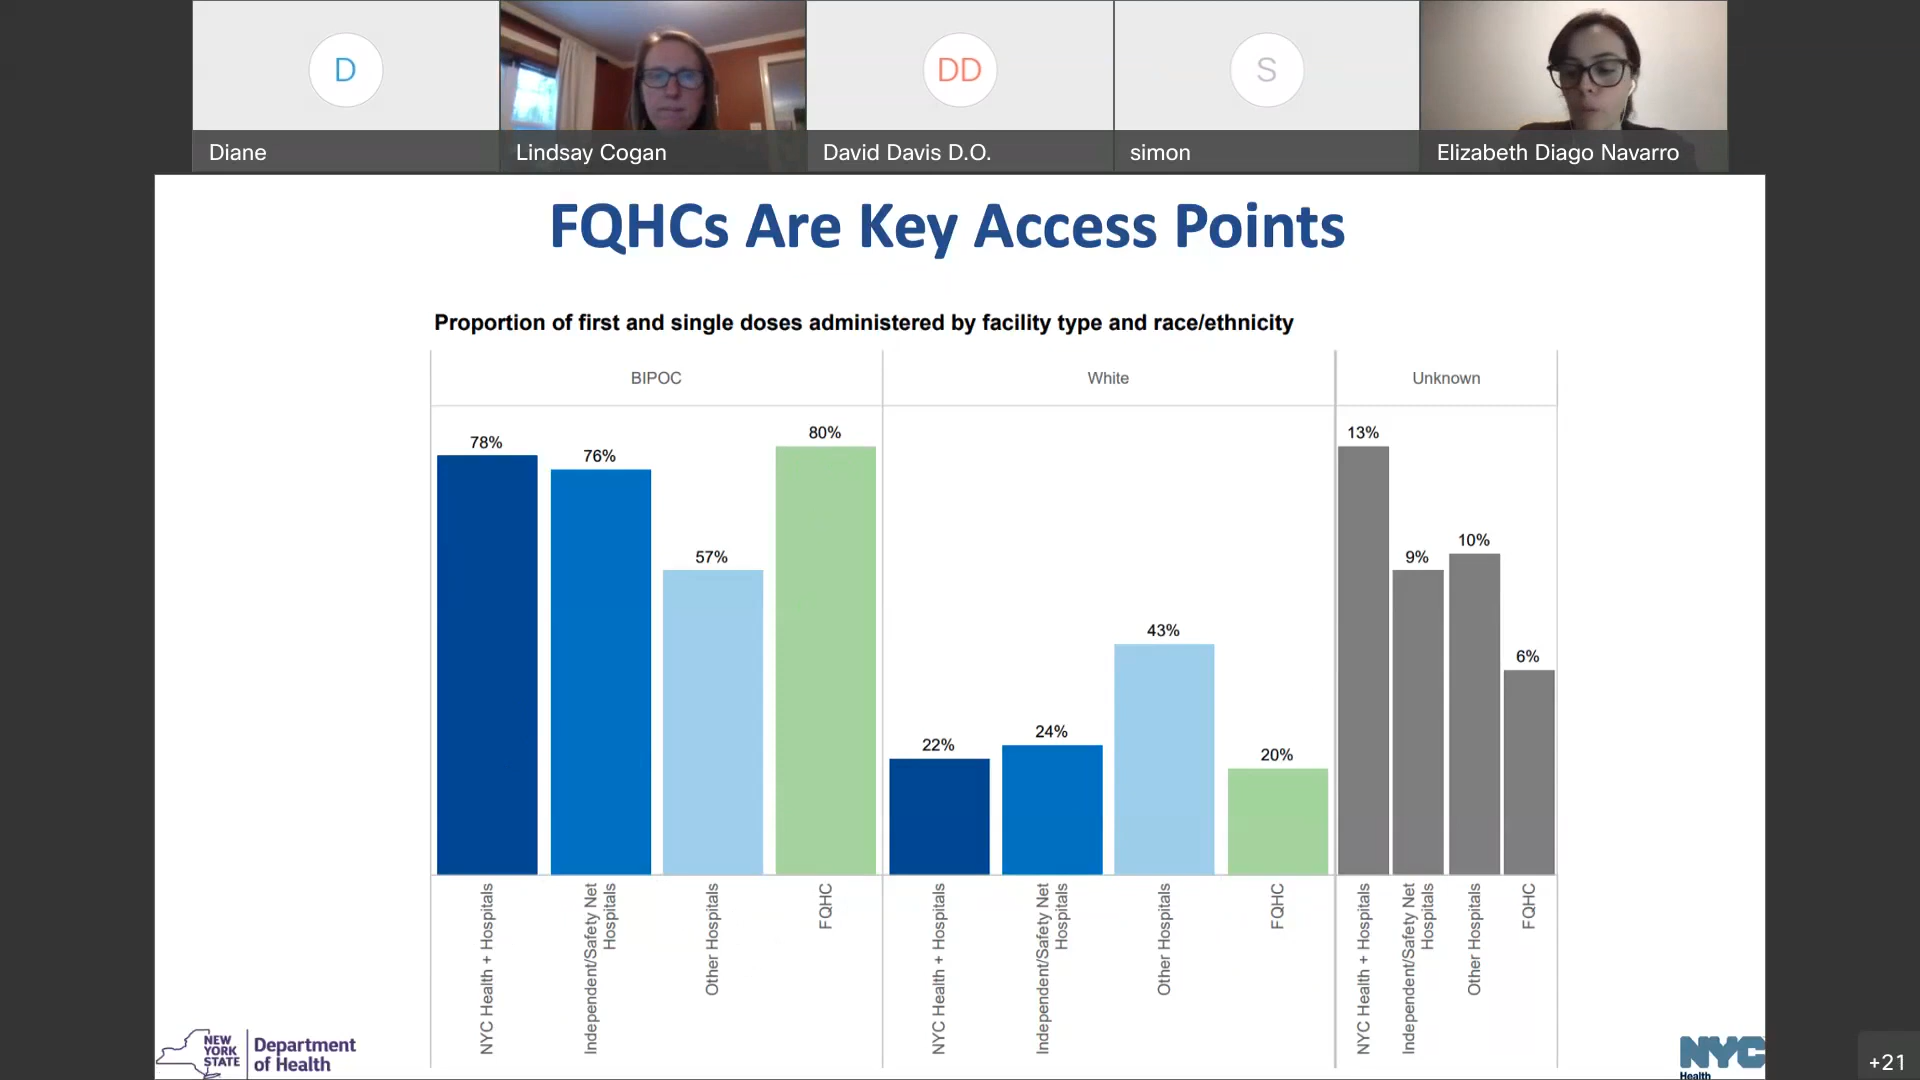 D
DD
S
Diane
Lindsay Cogan
David Davis D.O.
simon
Elizabeth Diago Navarro
FQHCs Are Key Access Points
Proportion of first and single doses administered by facility type and race/ethnicity
BIPOC
White
Unknown
78%
76%
57%
80%
22%
24%
43%
20%
13%
9%
10%
6%
NYC Health + Hospitals
Independent/Safety Net
Hospitals
Other Hospitals
FQHC
NYC Health + Hospitals
Independent/Safety Net
Hospitals
Other Hospitals
FQHC
NYC Health + Hospitals
Independent/Safety Net
Hospitals
Other Hospitals
FQHC
NEW
YORK
STATE
Department
of Health
NYC
Health
+21